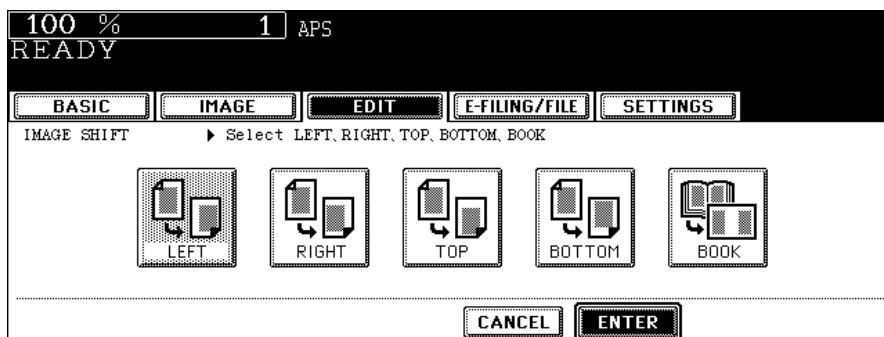 100 % 1 APS
READY
BASIC IMAGE EDIT E-FILING/FILE SETTINGS
IMAGE SHIFT ▶ Select LEFT, RIGHT, TOP, BOTTOM, BOOK
LEFT RIGHT TOP BOTTOM BOOK
CANCEL ENTER